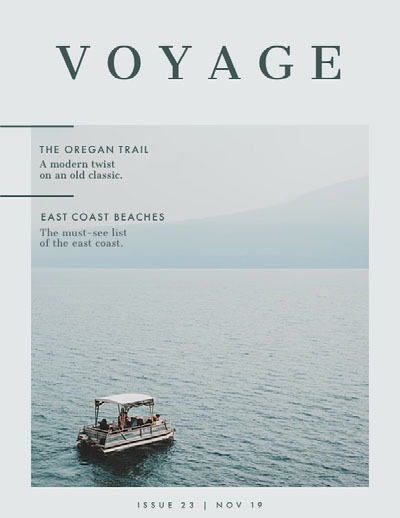 VOYAGE
THE OREGAN TRAIL
A modern twist
on an old classic.
EAST COAST BEACHES
The must-see list
of the east coast.
ISSUE 23 | NOV 19